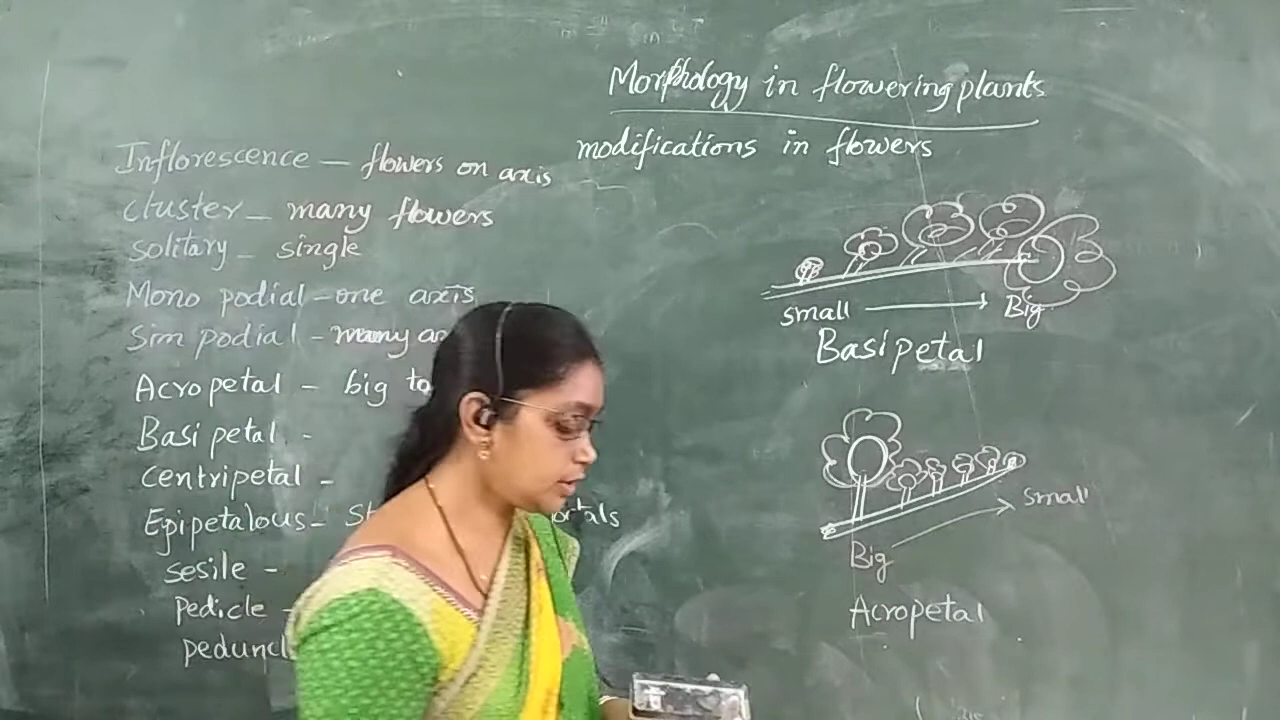 Morphology in flowering plants
modifications in flowers
Inflorescence - flowers on axis
cluster - many flowers
solitary - single
Mono podial - one axis
Sim podial - many
Acropetal - big to
Basi petal -
centripetal -
Epipetalous -
sesile -
pedicle -
small → Big
Basipetal
Big → small
Acropetal